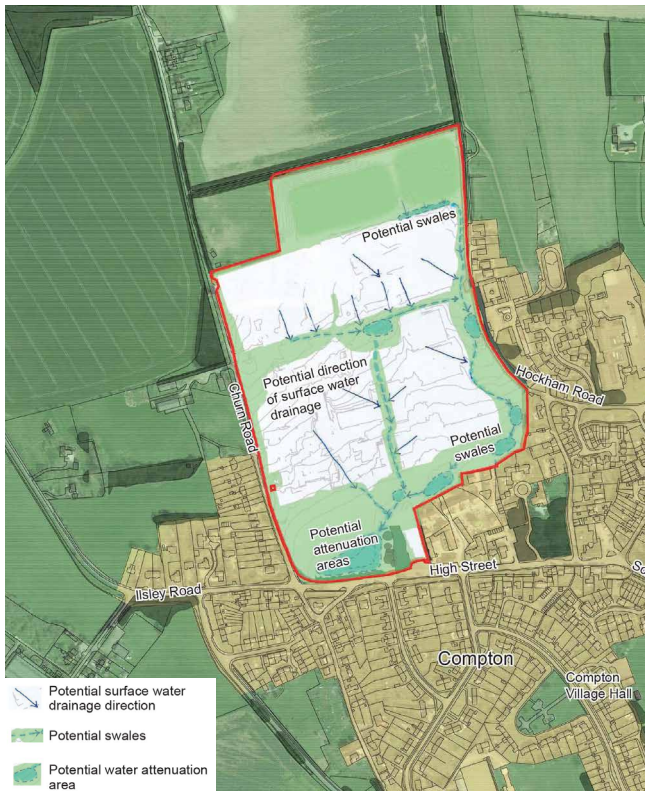 Potential swales
Potential direction
of surface water
drainage
Hockham Road
Churn Road
Potential
swales
Potential
attenuation
areas
High Street
So
Ilsley Road
Compton
Compton
Village Hall
Potential surface water
drainage direction
Potential swales
Potential water attenuation
area